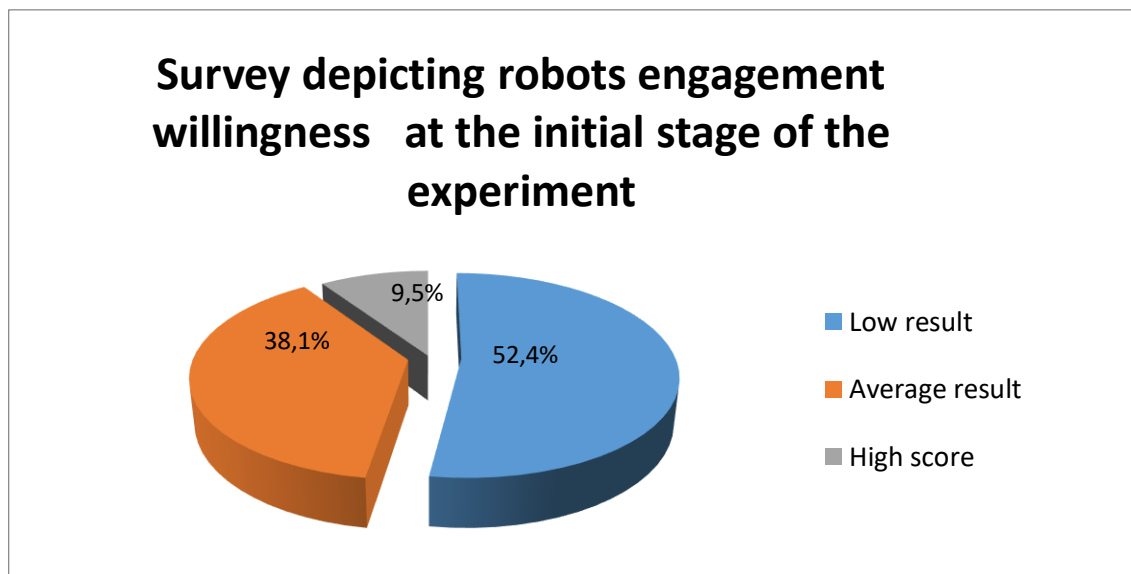 Survey depicting robots engagement
willingness at the initial stage of the
experiment
9,5%
38,1%
52,4%
Low result
Average result
High score